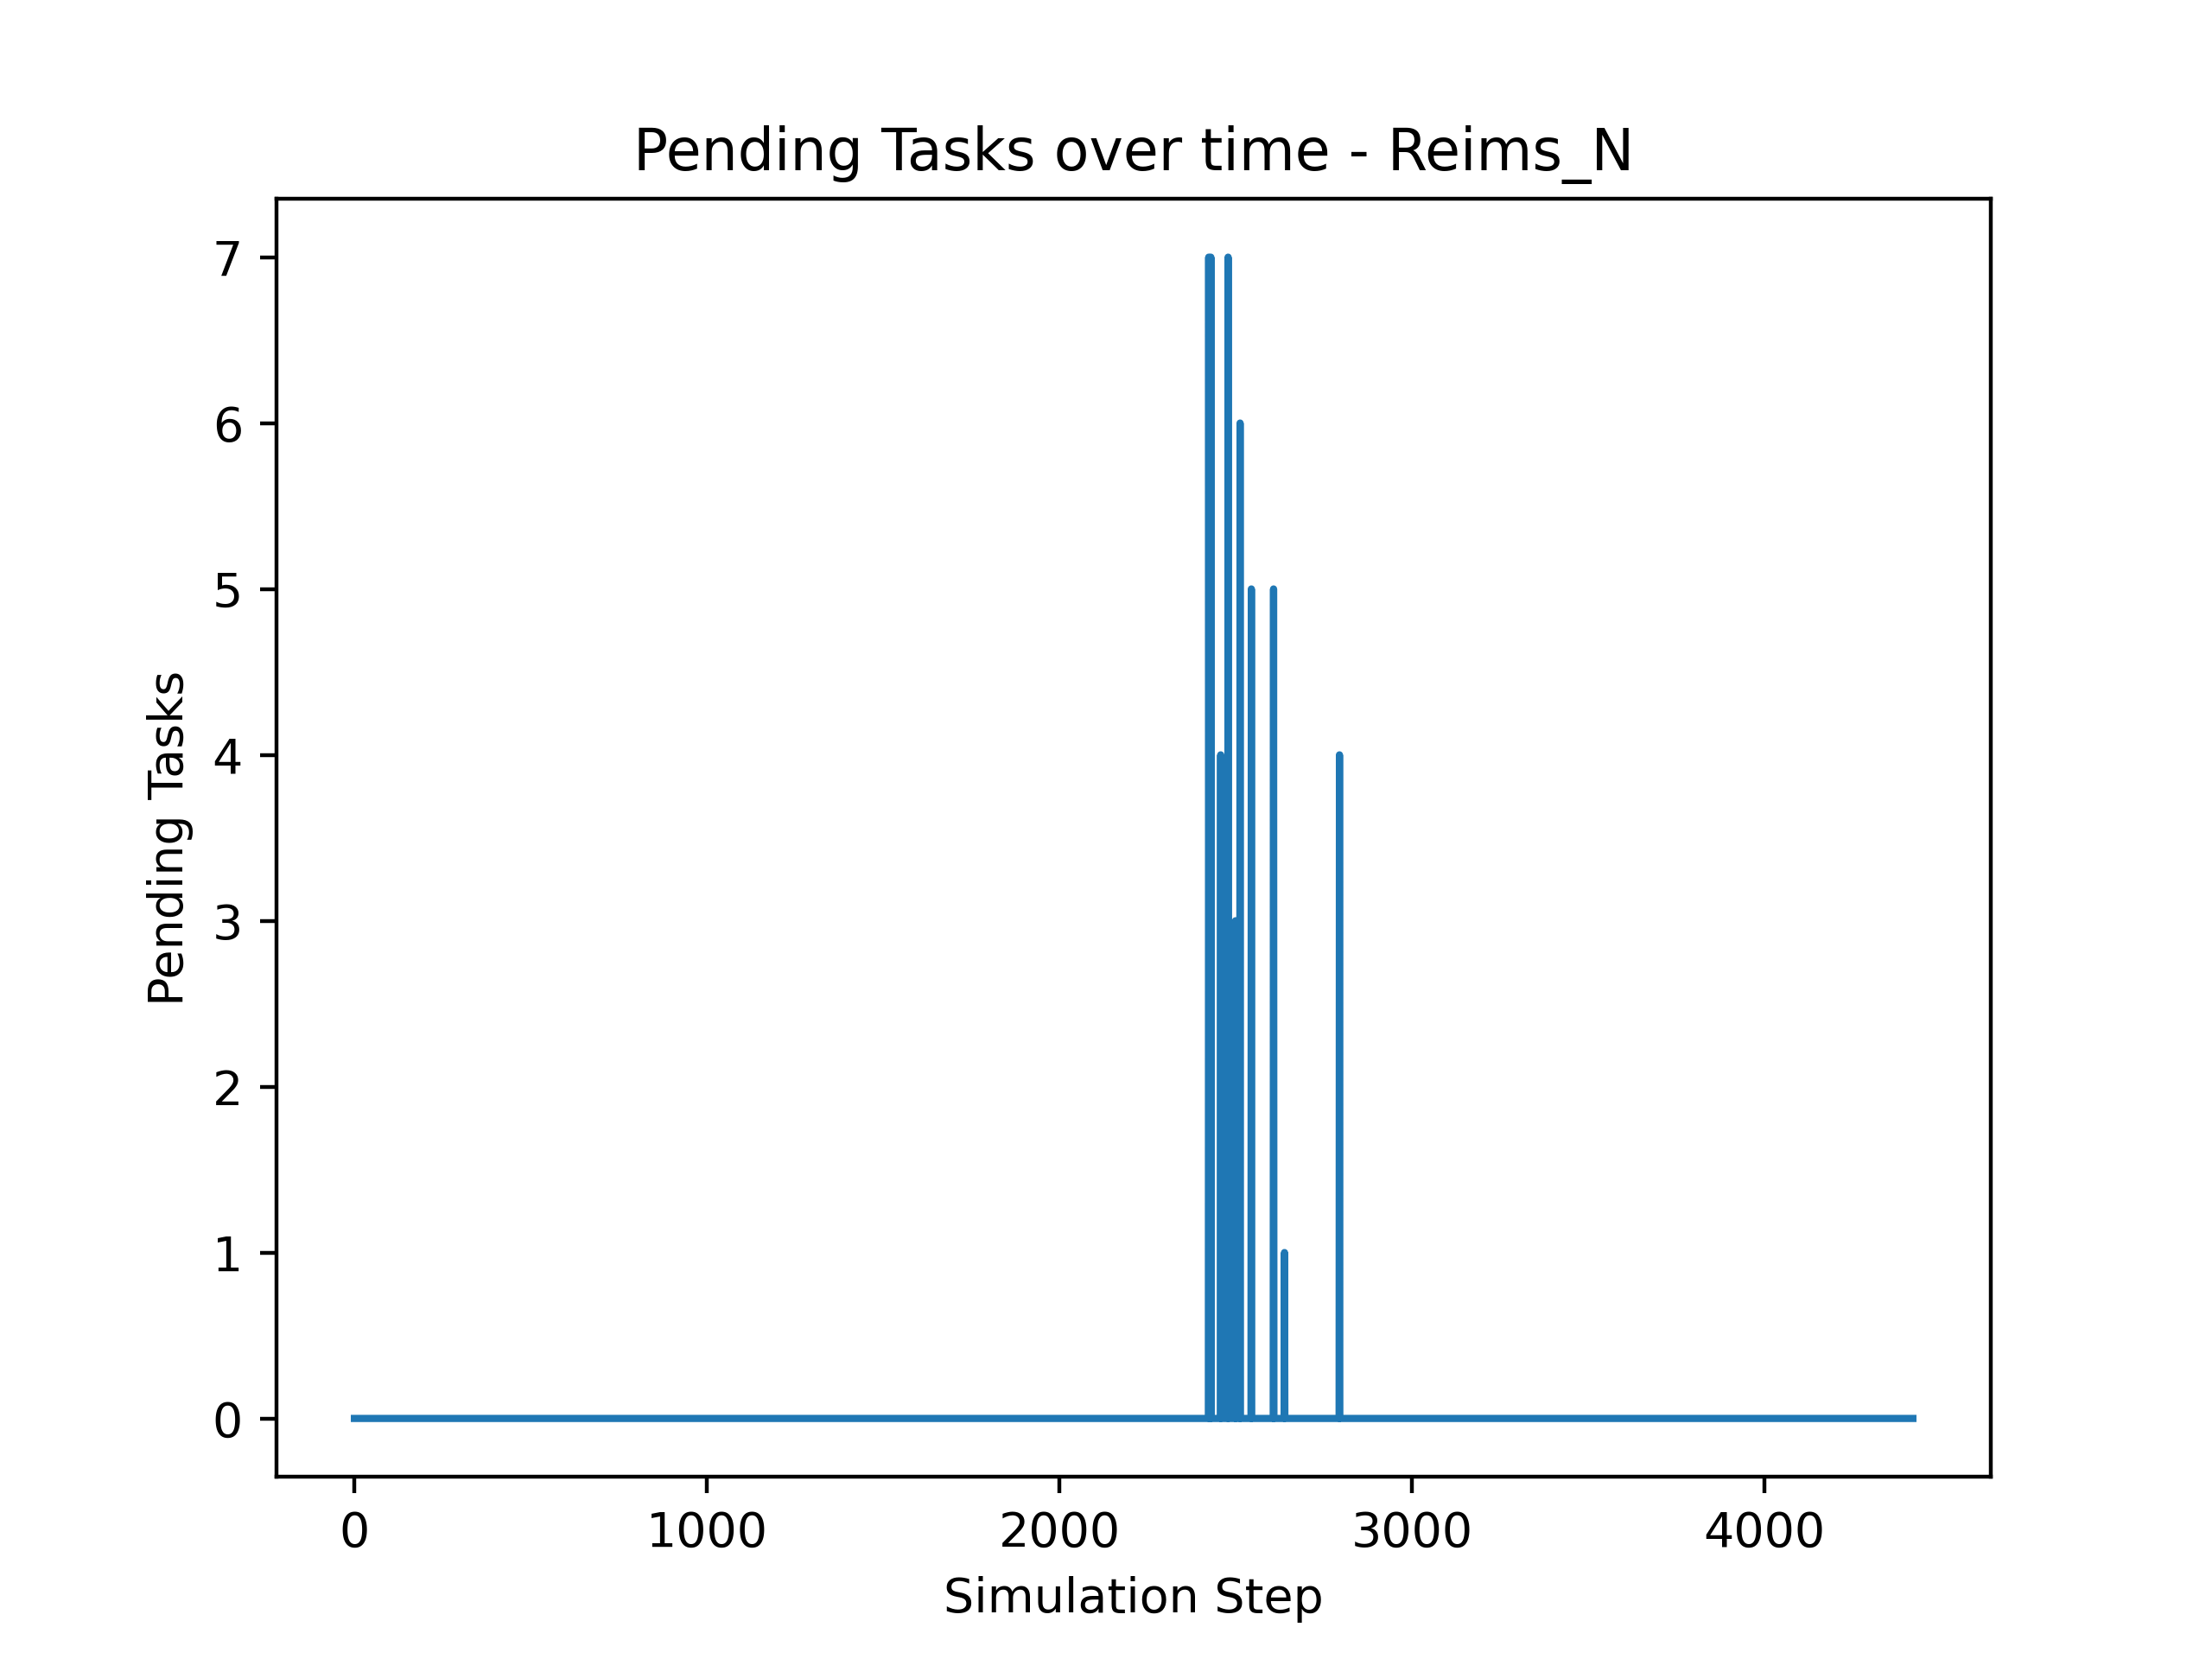 Pending Tasks over time - Reims_N
Pending Tasks
7
6
5
4
3
2
1
0
0 1000 2000 3000 4000
Simulation Step